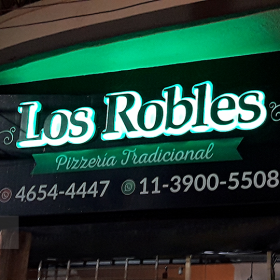 Los Robles
Pizzería Tradicional
4654-4447 11-3900-5508